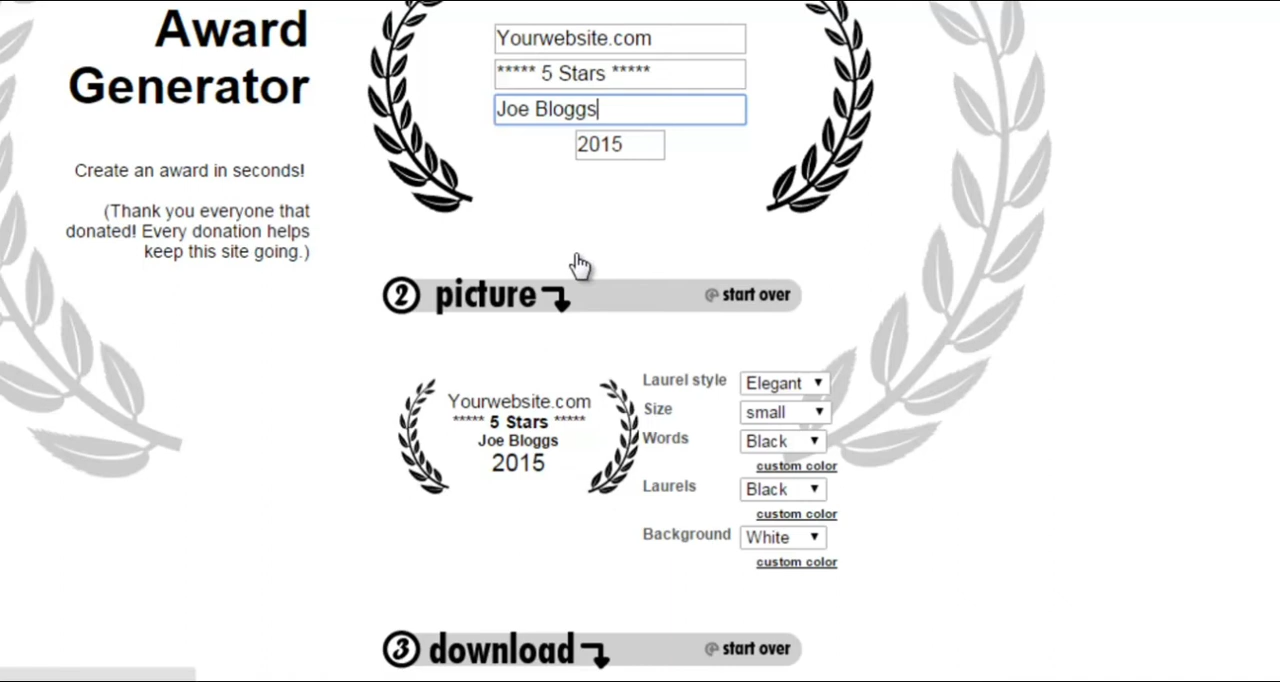 Award
Generator
Create an award in seconds!
(Thank you everyone that
donated! Every donation helps
keep this site going.)
Yourwebsite.com
***** 5 Stars *****
Joe Bloggs
2015
2 picture
@ start over
Yourwebsite.com
***** 5 Stars *****
Joe Bloggs
2015
Laurel style Elegant
Size small
Words Black
custom color
Laurels Black
custom color
Background White
custom color
3 download
@ start over